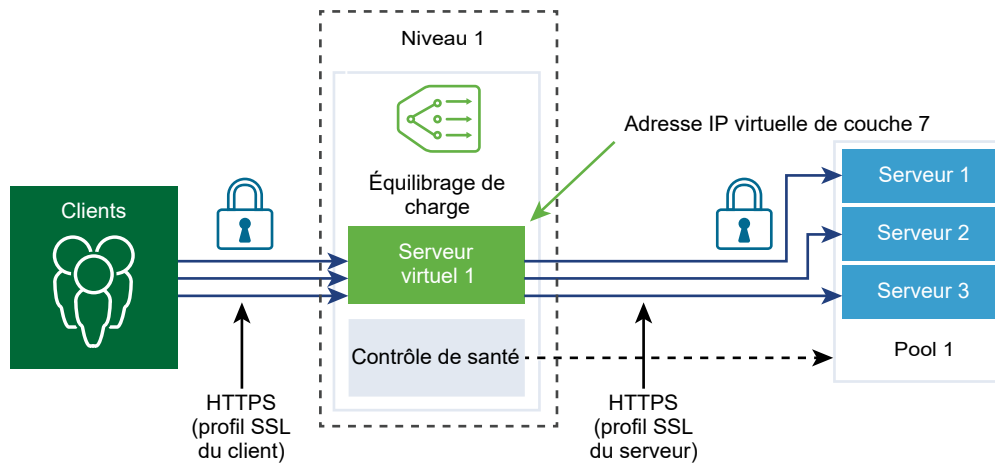 Niveau 1
Adresse IP virtuelle de couche 7
Équilibrage de
charge
Clients
Serveur
virtuel 1
Serveur 1
Serveur 2
Serveur 3
Pool 1
Contrôle de santé
HTTPS
(profil SSL
du client)
HTTPS
(profil SSL
du serveur)